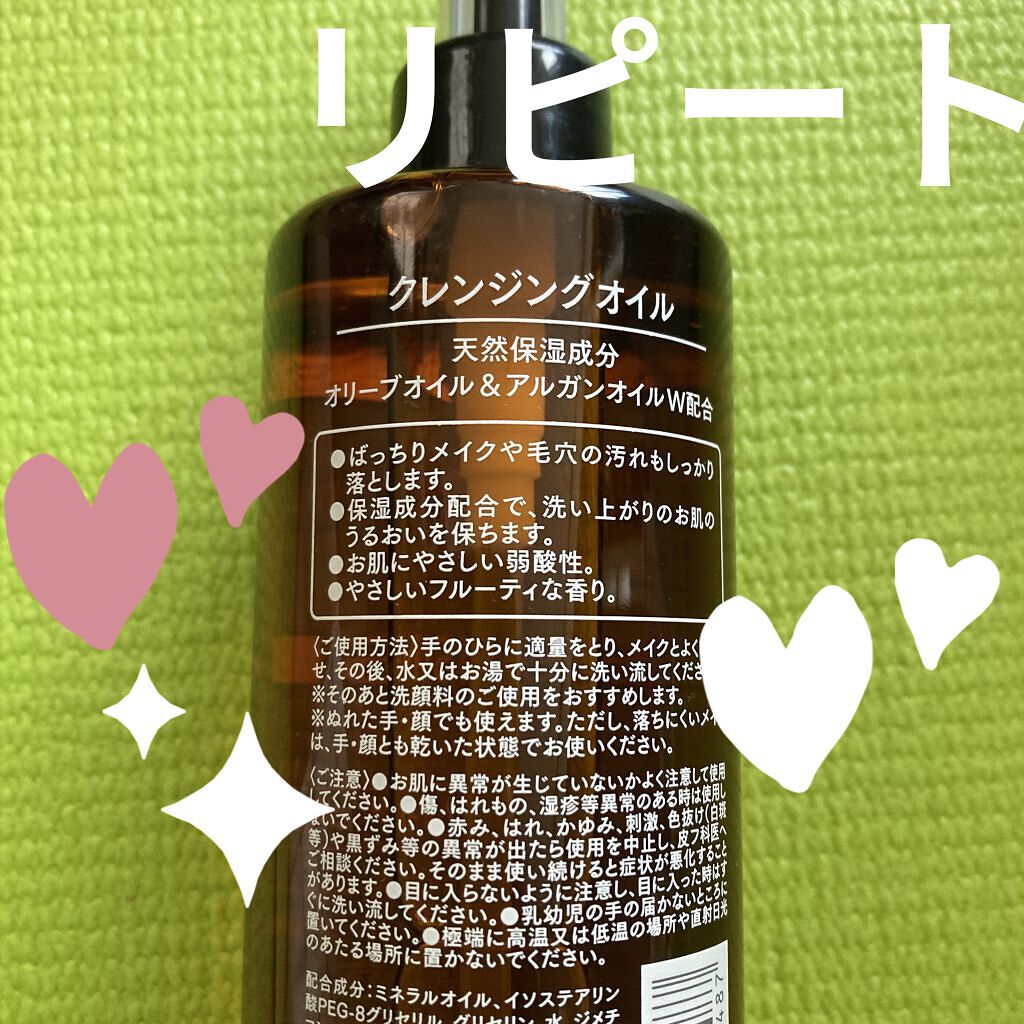 リピート
クレンジングオイル
天然保湿成分
オリーブオイル&アルガンオイルW配合
●ばっちりメイクや毛穴の汚れもしっかり
落とします。
●保湿成分配合で、洗い上がりのお肌の
うるおいを保ちます。
●お肌にやさしい弱酸性。
●やさしいフルーティな香り。
〈ご使用方法〉手のひらに適量をとり、メイクとよく
せ、その後、水又はお湯で十分に洗い流してくださ
※そのあと洗顔料のご使用をおすすめします。
※ぬれた手・顔でも使えます。ただし、落ちにくいメイ
は、手・顔とも乾いた状態でお使いください。
〈ご注意〉●お肌に異常が生じていないかよく注意して使用
してください。●傷、はれもの、湿疹等異常のある時は使用し
ないでください。●赤み、はれ、かゆみ、刺激、色抜け(白斑
等)や黒ずみ等の異常が出たら使用を中止し、皮フ科医へ
ご相談ください。そのまま使い続けると症状が悪化すること
があります。●目に入らないように注意し、目に入った時はす
ぐに洗い流してください。●乳幼児の手の届かないところに
置いてください。●極端に高温又は低温の場所や直射日光
のあたる場所に置かないでください。
配合成分:ミネラルオイル、イソステアリン
酸PEG-8グリセリル、グリセリン、水、ジメチ
487